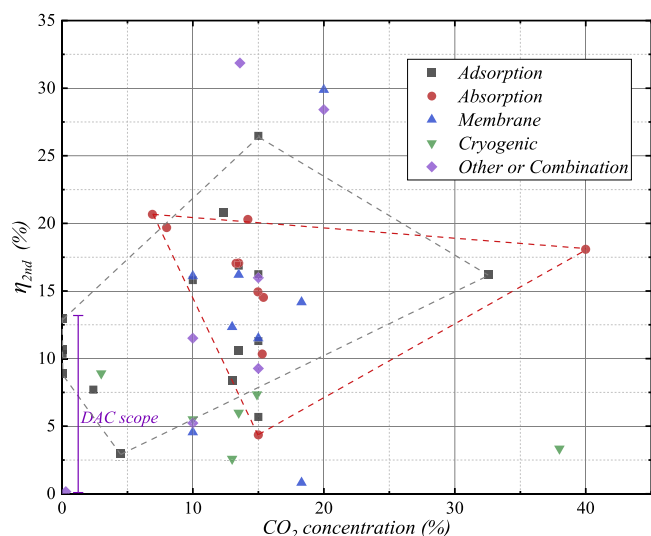 35
30
25
20
15
10
5
0
η2nd (%)
Adsorption
Absorption
Membrane
Cryogenic
Other or Combination
DAC scope
0 10 20 30 40
CO2 concentration (%)